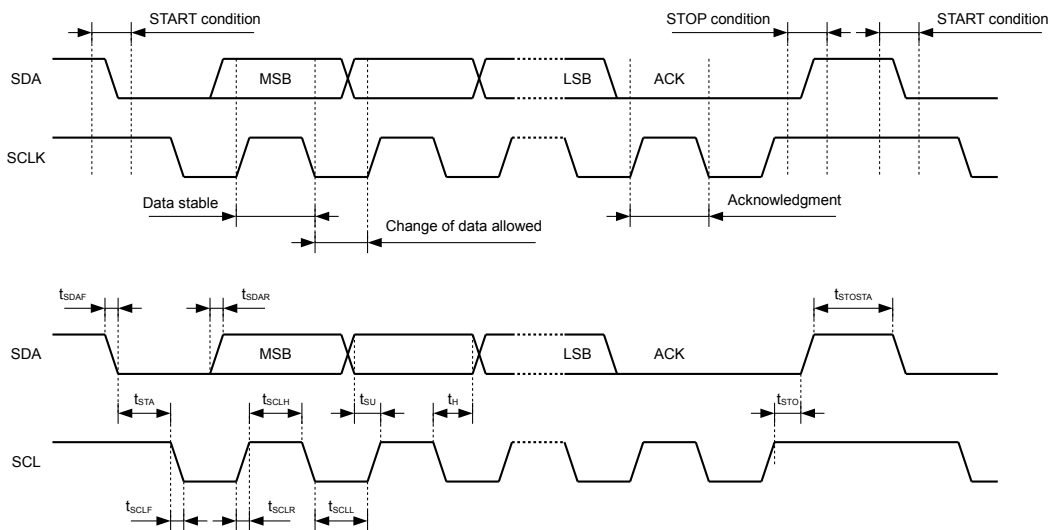 START condition
STOP condition
START condition
SDA
MSB
LSB
ACK
SCLK
Data stable
Change of data allowed
Acknowledgment
tSDAF
tSDAR
tSTOSTA
SDA
MSB
LSB
ACK
tSTA
tSCLH
tSU
tH
tSTO
SCL
tSCLF
tSCLR
tSCLL